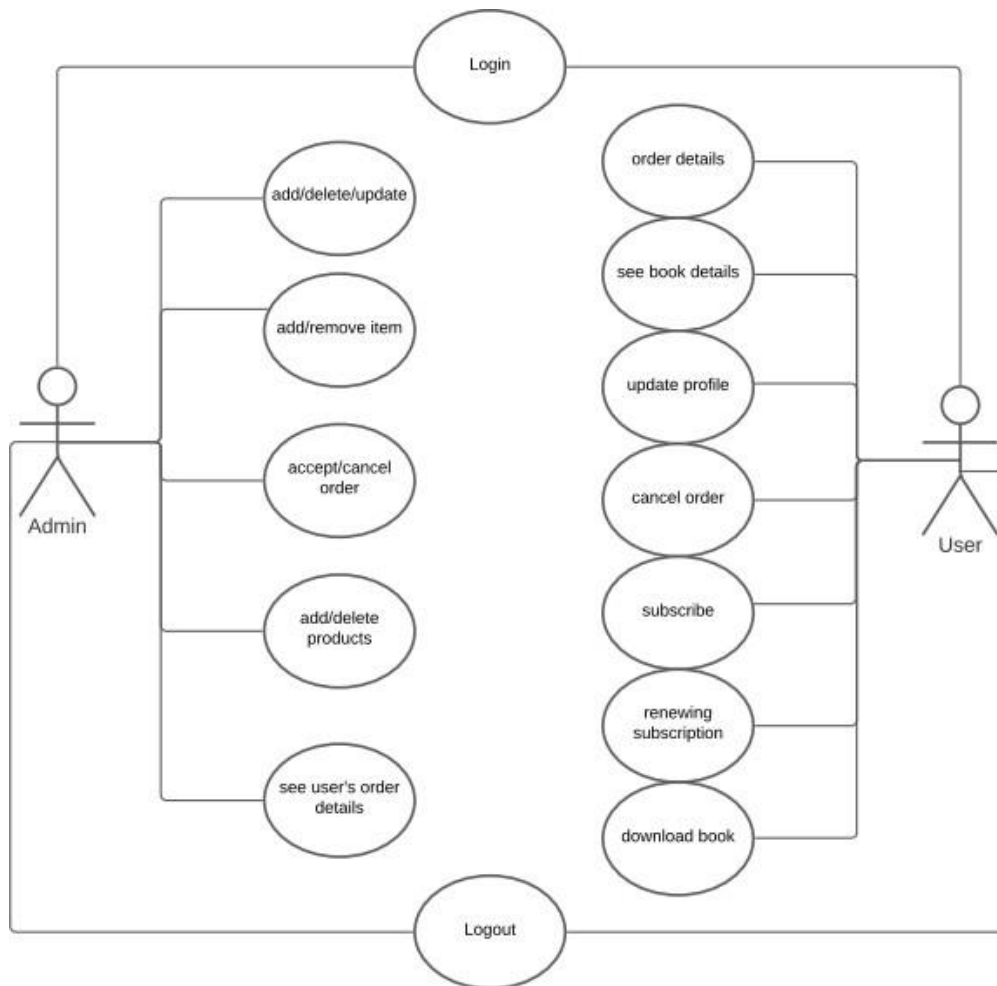 Login
order details
add/delete/update
see book details
add/remove item
update profile
accept/cancel
order
cancel order
Admin
User
subscribe
add/delete
products
renewing
subscription
see user's order
details
download book
Logout